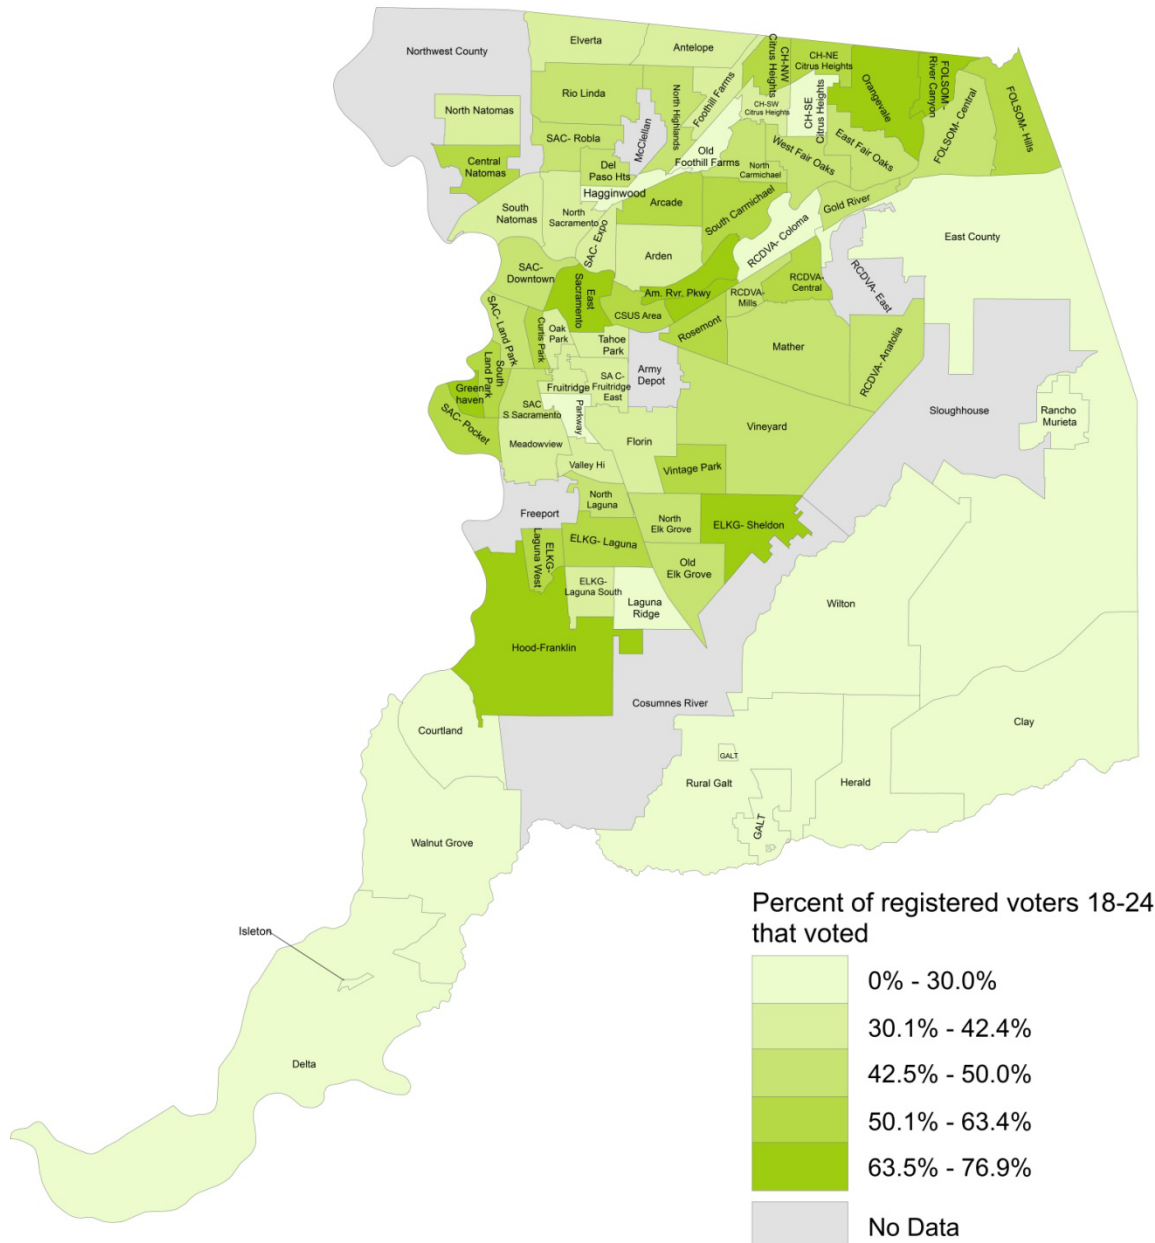 Northwest County
Elverta
Antelope
CH-NW
Citrus Heights
CH-NE
Citrus Heights
Orangevale
FOLSOM-
River Canyon
FOLSOM- Central
FOLSOM- Hills
North Natomas
Rio Linda
North Highlands
Foothill Farms
CH-SW
Citrus Heights
CH-SE
Citrus Heights
McClellan
Central
Natomas
SAC- Robla
Del
Paso Hts
Old
Foothill Farms
West Fair Oaks
East Fair Oaks
North
Carmichael
Hagginwood
South
Natomas
North
Sacramento
SAC- Expo
Arcade
South Carmichael
Gold River
RCDVA- Coloma
East County
Arden
SAC-
Downtown
East
Sacramento
Am. Rvr. Pkwy
RCDVA-
Mills
RCDVA-
Central
RCDVA- East
CSUS Area
Rosemont
SAC- Land Park
Curtis Park
Oak
Park
Tahoe
Park
Mather
RCDVA- Anatolia
South
Land Park
Army
Depot
Green
haven
Fruitridge
SA C-
Fruitridge
East
Sloughhouse
Rancho
Murieta
SAC- Pocket
SAC
S Sacramento
Parkway
Vineyard
Meadowview
Florin
Valley Hi
Vintage Park
North
Laguna
Freeport
North
Elk Grove
ELKG- Sheldon
ELKG-
Laguna West
ELKG- Laguna
Old
Elk Grove
ELKG-
Laguna South
Laguna
Ridge
Wilton
Hood-Franklin
Cosumnes River
Courtland
Clay
GALT
Rural Galt
Herald
GALT
Walnut Grove
Isleton
Delta
Percent of registered voters 18-24
that voted
0% - 30.0%
30.1% - 42.4%
42.5% - 50.0%
50.1% - 63.4%
63.5% - 76.9%
No Data